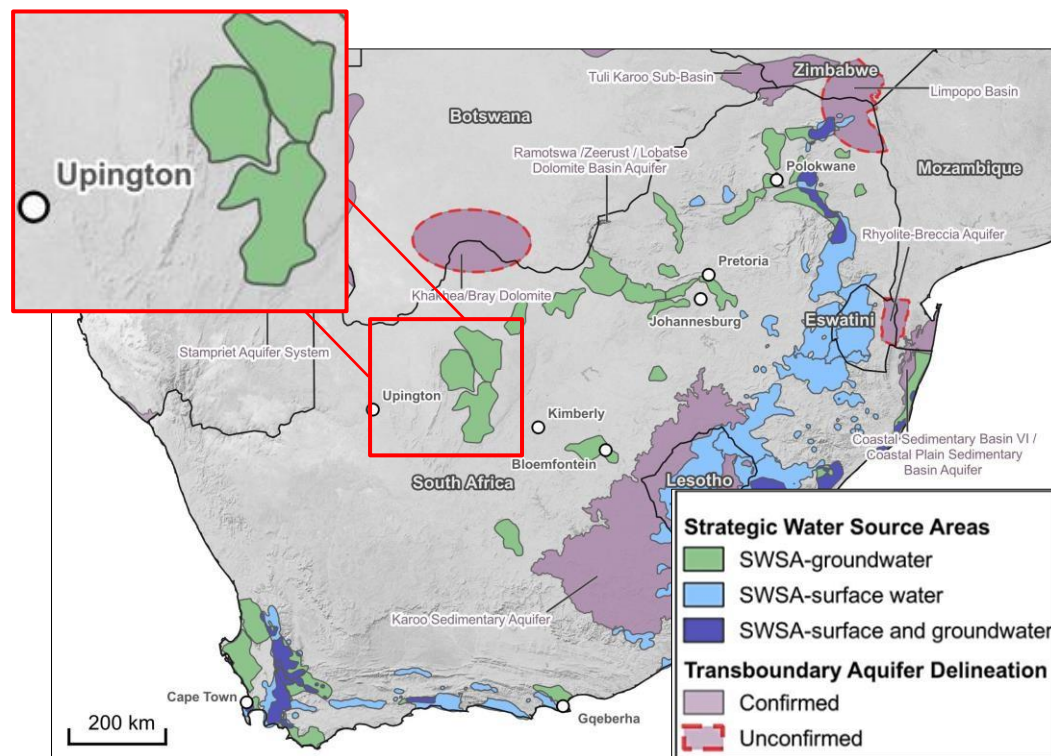 Upington
Tuli Karoo Sub-Basin
Zimbabwe
Limpopo Basin
Botswana
Ramotswa /Zeerust / Lobatse
Dolomite Basin Aquifer
Polokwane
Mozambique
Rhyolite-Breccia Aquifer
Pretoria
Khakhea/Bray Dolomite
Johannesburg
Eswatini
Stampriet Aquifer System
Upington
Kimberly
Bloemfontein
Coastal Sedimentary Basin VI /
Coastal Plain Sedimentary
Basin Aquifer
South Africa
Lesotho
Karoo Sedimentary Aquifer
Cape Town
Gqeberha
200 km
Strategic Water Source Areas
SWSA-groundwater
SWSA-surface water
SWSA-surface and groundwater
Transboundary Aquifer Delineation
Confirmed
Unconfirmed